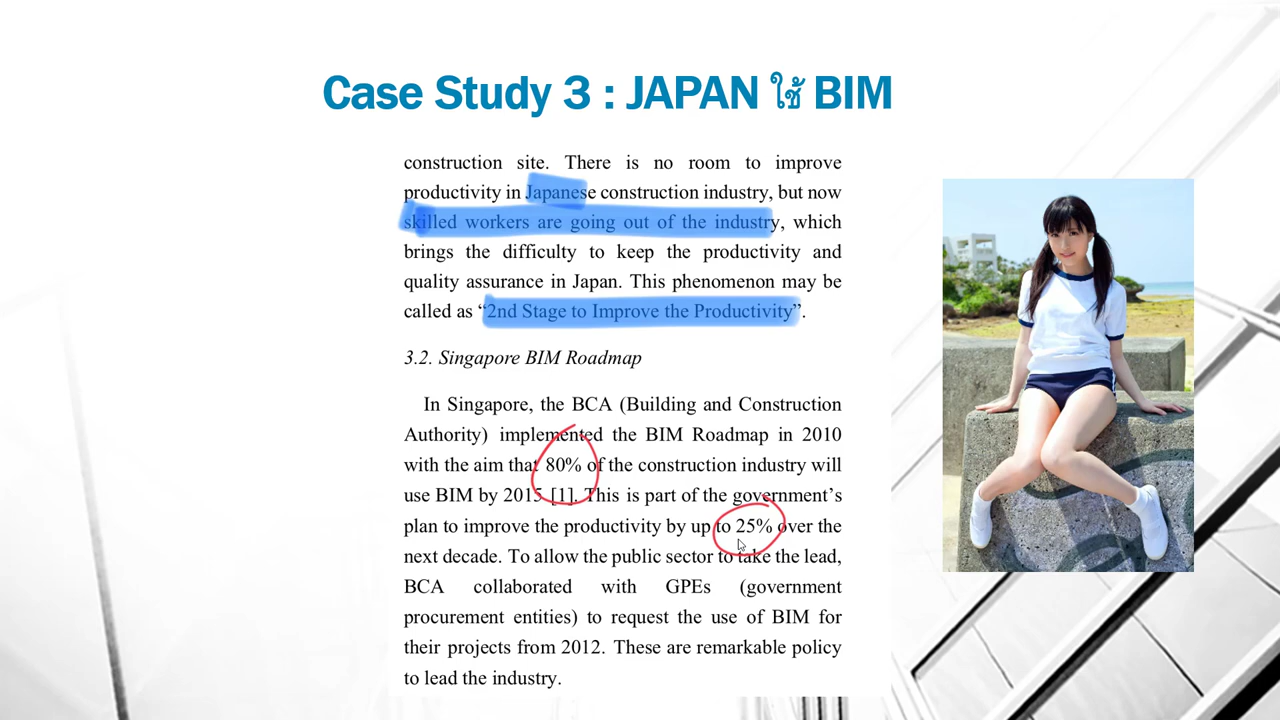 Case Study 3 : JAPAN ใช้ BIM
construction site. There is no room to improve
productivity in Japanese construction industry, but now
skilled workers are going out of the industry, which
brings the difficulty to keep the productivity and
quality assurance in Japan. This phenomenon may be
called as “2nd Stage to Improve the Productivity”.
3.2. Singapore BIM Roadmap
In Singapore, the BCA (Building and Construction
Authority) implemented the BIM Roadmap in 2010
with the aim that 80% of the construction industry will
use BIM by 2015 [1]. This is part of the government’s
plan to improve the productivity by up to 25% over the
next decade. To allow the public sector to take the lead,
BCA collaborated with GPEs (government
procurement entities) to request the use of BIM for
their projects from 2012. These are remarkable policy
to lead the industry.